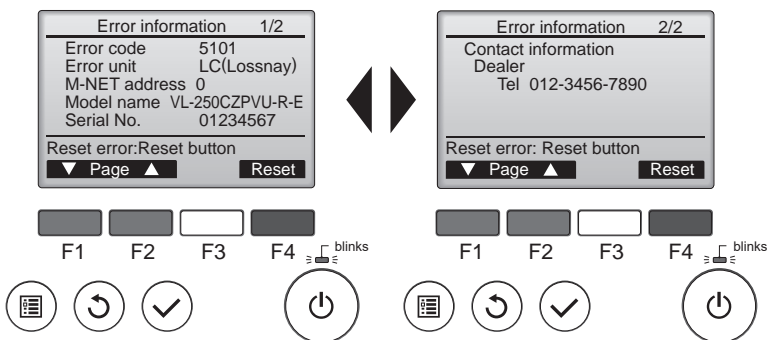 Error information 1/2
Error code 5101
Error unit LC(Lossnay)
M-NET address 0
Model name VL-250CZPVU-R-E
Serial No. 01234567
Reset error:Reset button
▼ Page ▲ Reset
F1 F2 F3 F4 blinks
Error information 2/2
Contact information
Dealer
Tel 012-3456-7890
Reset error: Reset button
▼ Page ▲ Reset
F1 F2 F3 F4 blinks